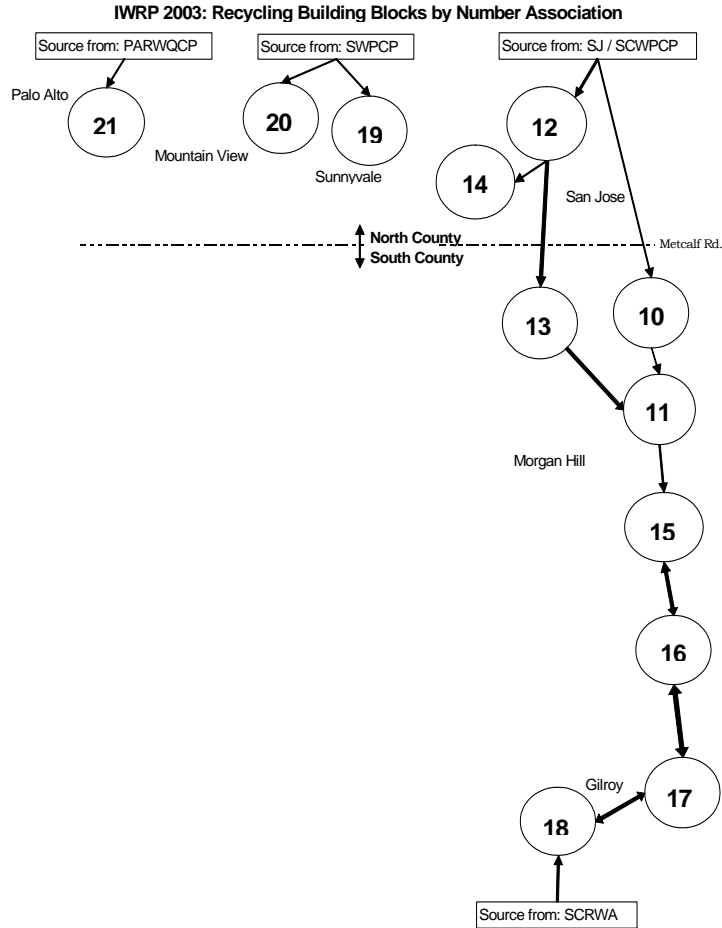 IWRP 2003: Recycling Building Blocks by Number Association
Source from: PARWQCP
Source from: SWPCP
Source from: SJ / SCWPCP
Palo Alto
21
20
19
12
Mountain View
Sunnyvale
14
San Jose
North County
South County
Metcalf Rd.
13
10
11
Morgan Hill
15
16
Gilroy
17
18
Source from: SCRWA